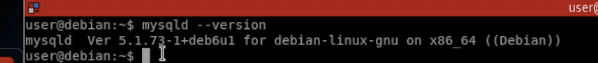 user@
user@debian:~$ mysqld --version
mysqld  Ver 5.1.73-1+deb6u1 for debian-linux-gnu on x86_64 ((Debian))
user@debian:~$